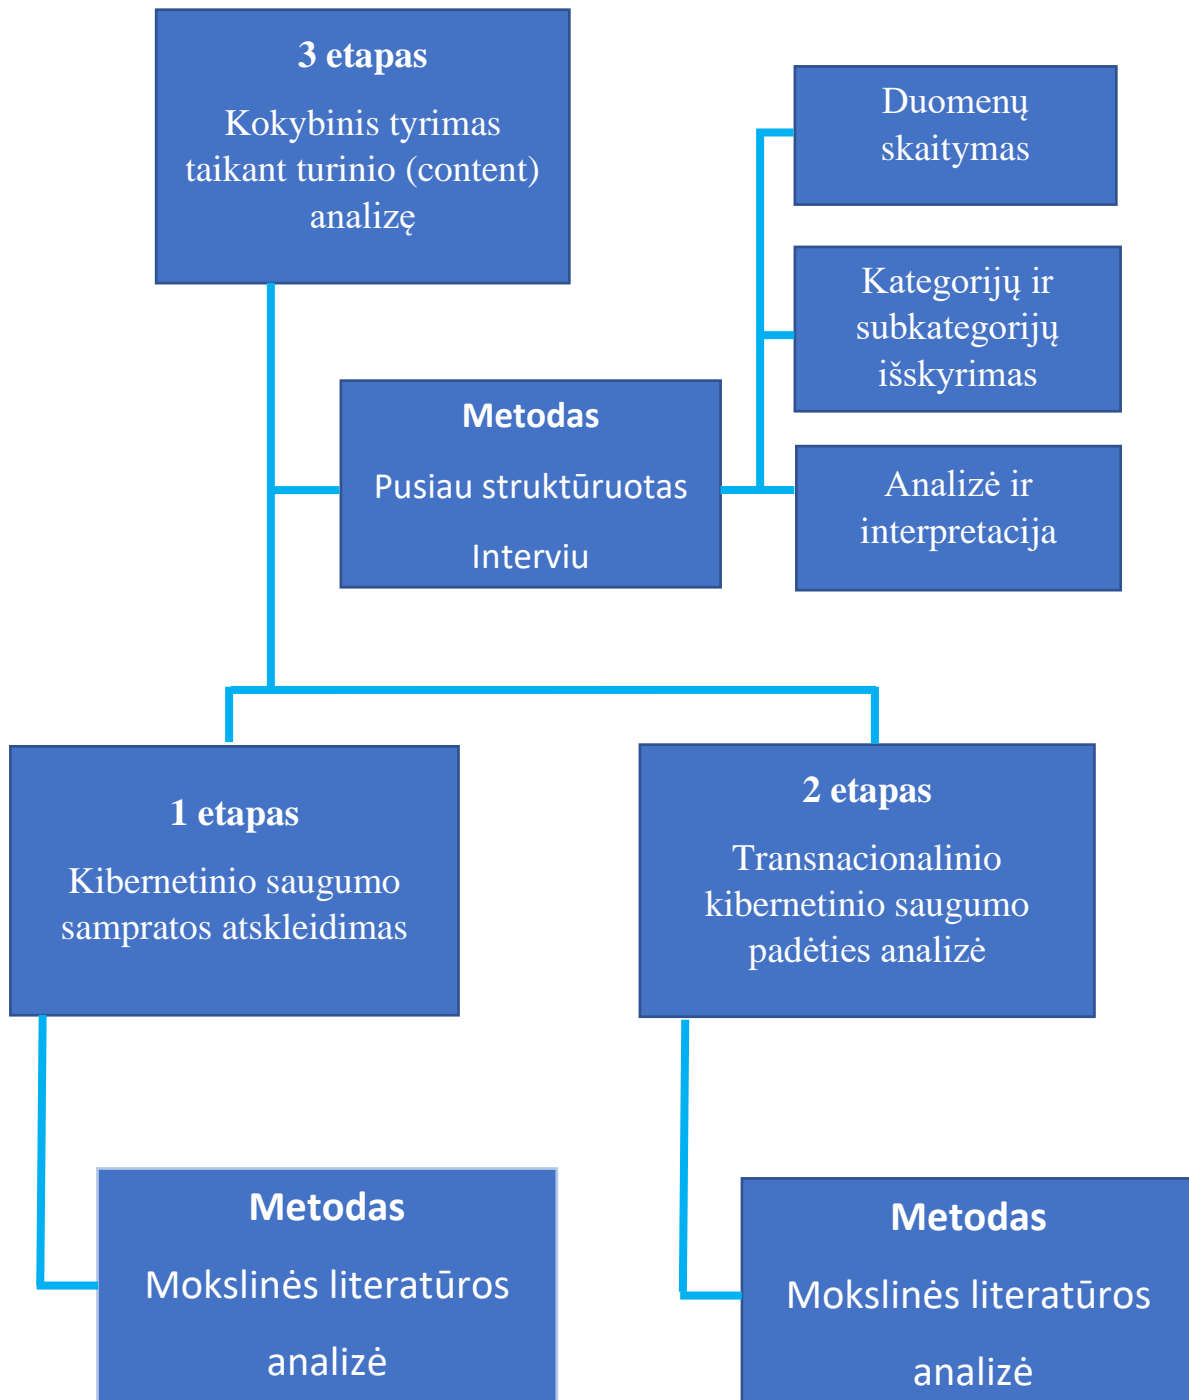 3 etapas
Kokybinis tyrimas
taikant turinio (content)
analizę
Duomenų
skaitymas
Kategorijų ir
subkategorijų
išskyrimas
Metodas
Pusiau struktūruotas
Interviu
Analizė ir
interpretacija
1 etapas
Kibernetinio saugumo
sampratos atskleidimas
2 etapas
Transnacionalinio
kibernetinio saugumo
padėties analizė
Metodas
Mokslinės literatūros
analizė
Metodas
Mokslinės literatūros
analizė